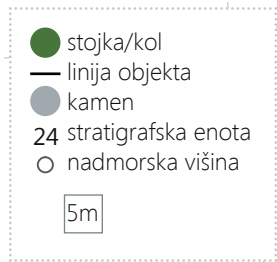 stojka/kol
linija objekta
kamen
24 stratigrafska enota
nadmorska višina
5m